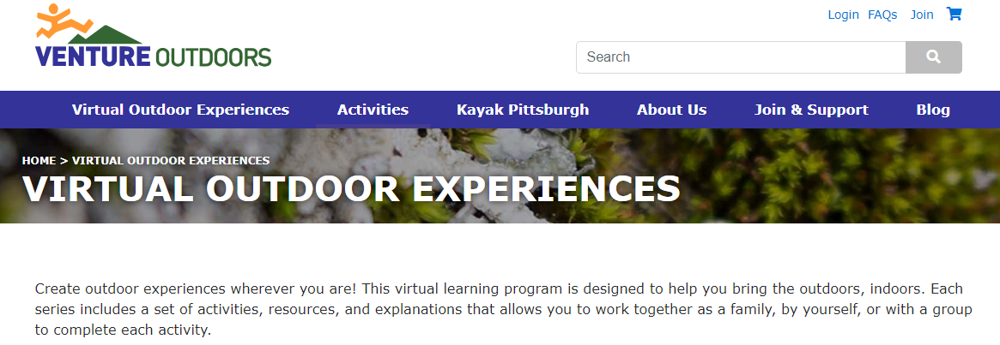 Login FAQs Join
VENTURE OUTDOORS
Search
Virtual Outdoor Experiences Activities Kayak Pittsburgh About Us Join & Support Blog
HOME > VIRTUAL OUTDOOR EXPERIENCES
VIRTUAL OUTDOOR EXPERIENCES
Create outdoor experiences wherever you are! This virtual learning program is designed to help you bring the outdoors, indoors. Each
series includes a set of activities, resources, and explanations that allows you to work together as a family, by yourself, or with a group
to complete each activity.